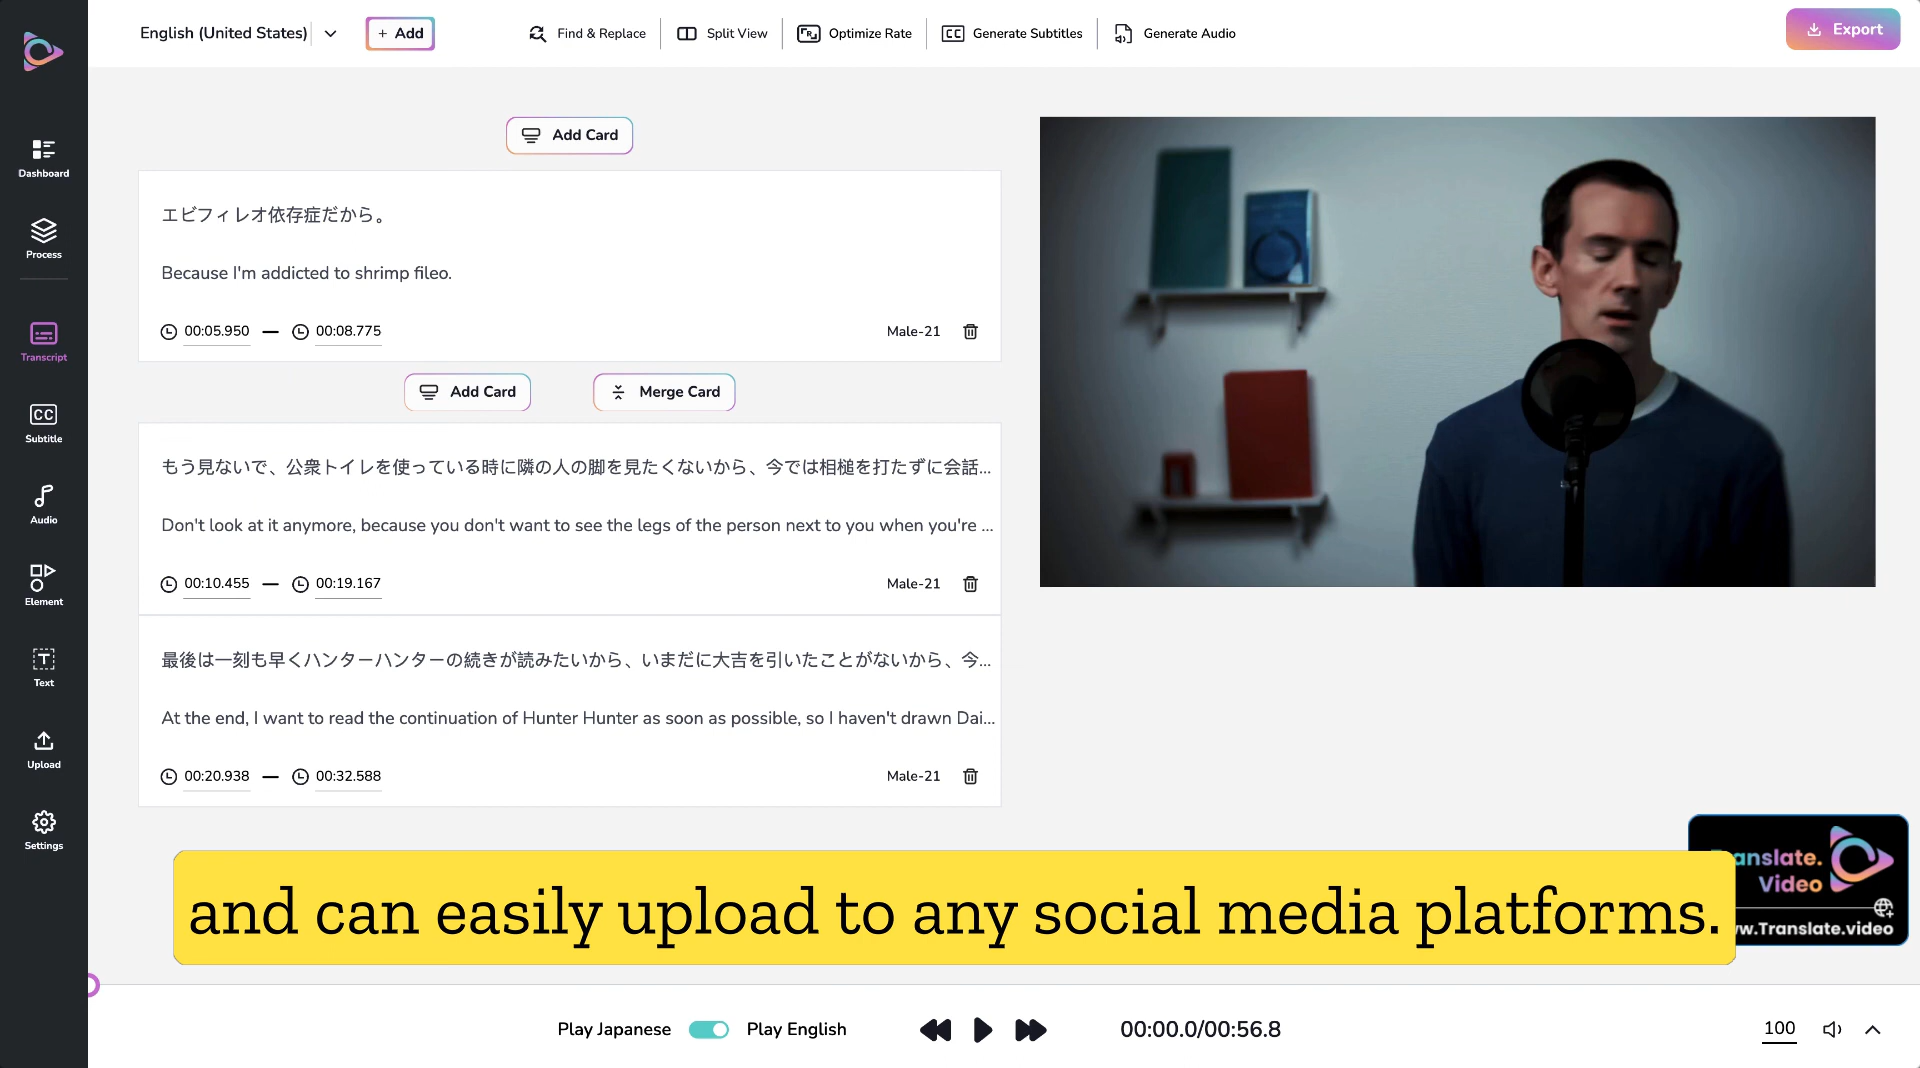 English (United States)
+ Add
Find & Replace
Split View
Optimize Rate
Generate Subtitles
Generate Audio
Export
Dashboard
Process
Transcript
CC
Subtitle
Audio
Element
Text
Upload
Settings
Add Card
エビフィレオ依存症だから。
Because I'm addicted to shrimp fileo.
00:05.950 — 00:08.775
Male-21
Add Card
Merge Card
もう見ないで、公衆トイレを使っている時に隣の人の脚を見たくないから、今では相槌を打たずに会話...
Don't look at it anymore, because you don't want to see the legs of the person next to you when you're ...
00:10.455 — 00:19.167
Male-21
最後は一刻も早くハンターハンターの続きが読みたいから、いまだに大吉を引いたことがないから、今...
At the end, I want to read the continuation of Hunter Hunter as soon as possible, so I haven't drawn Dai...
00:20.938 — 00:32.588
Male-21
anslate.
Video
w.Translate.video
and can easily upload to any social media platforms.
Play Japanese
Play English
00:00.0/00:56.8
100